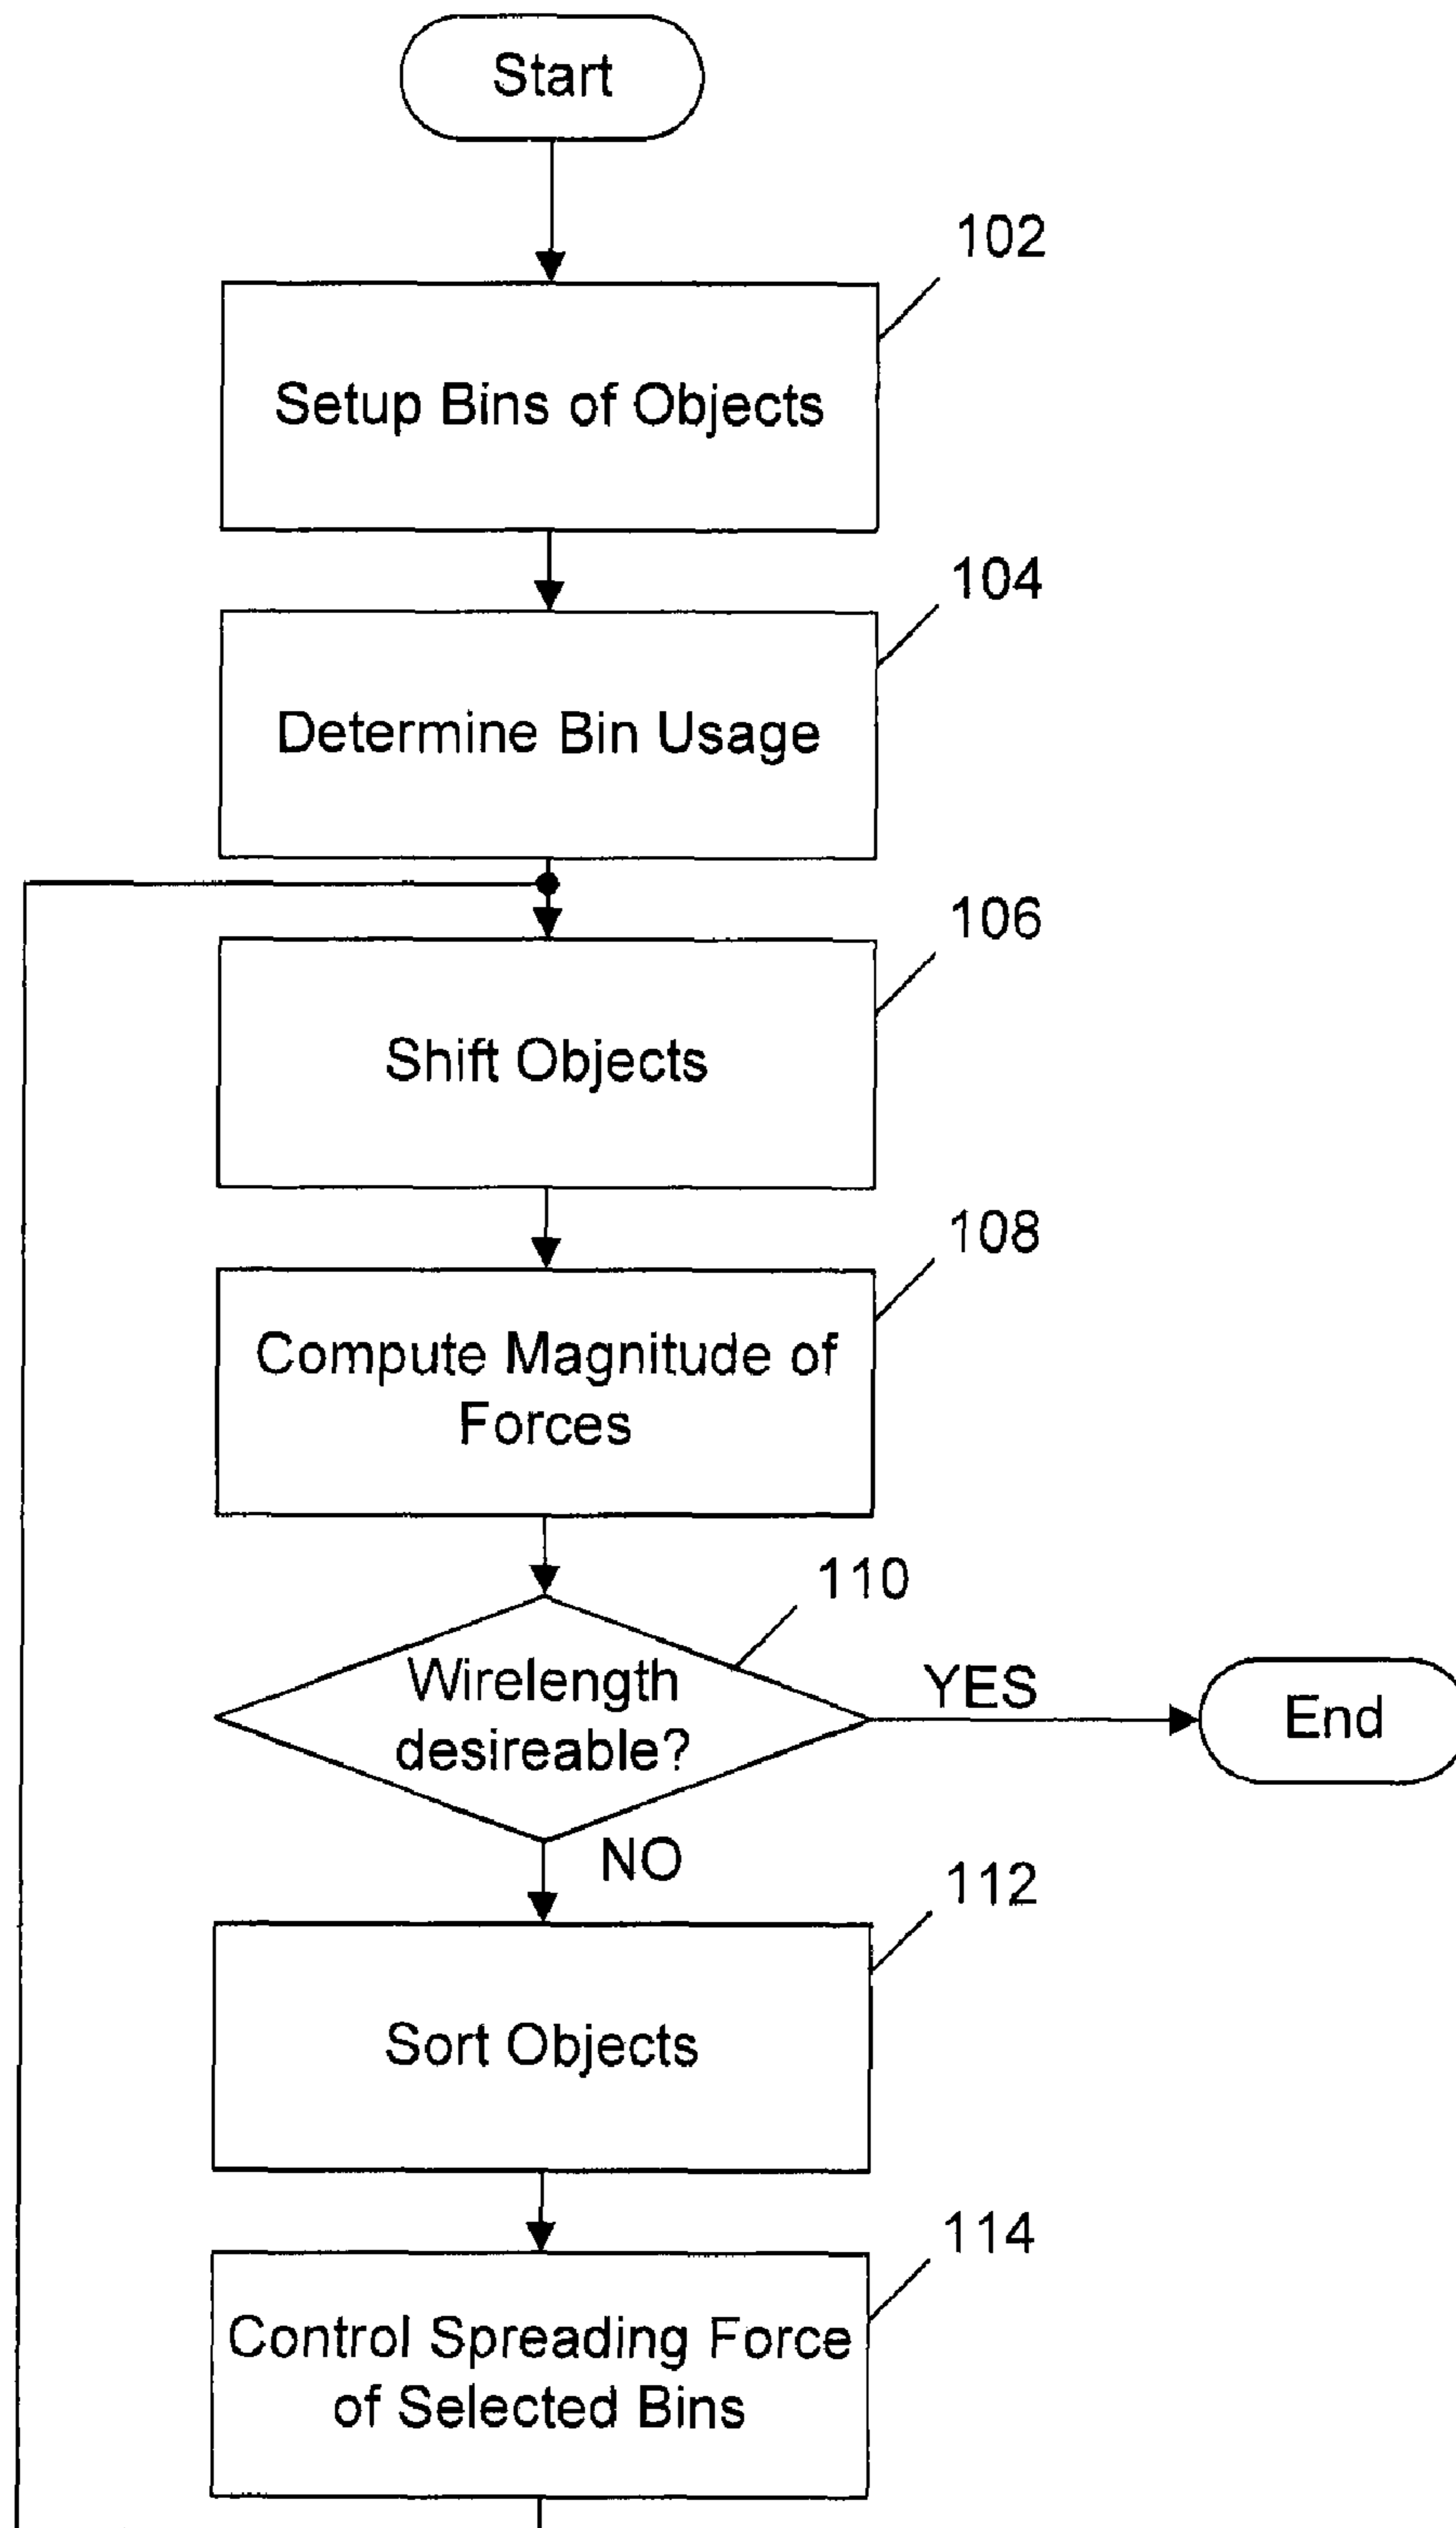 Start
102
Setup Bins of Objects
104
Determine Bin Usage
106
Shift Objects
108
Compute Magnitude of
Forces
110
Wirelength
desireable?
YES
End
NO
112
Sort Objects
114
Control Spreading Force
of Selected Bins